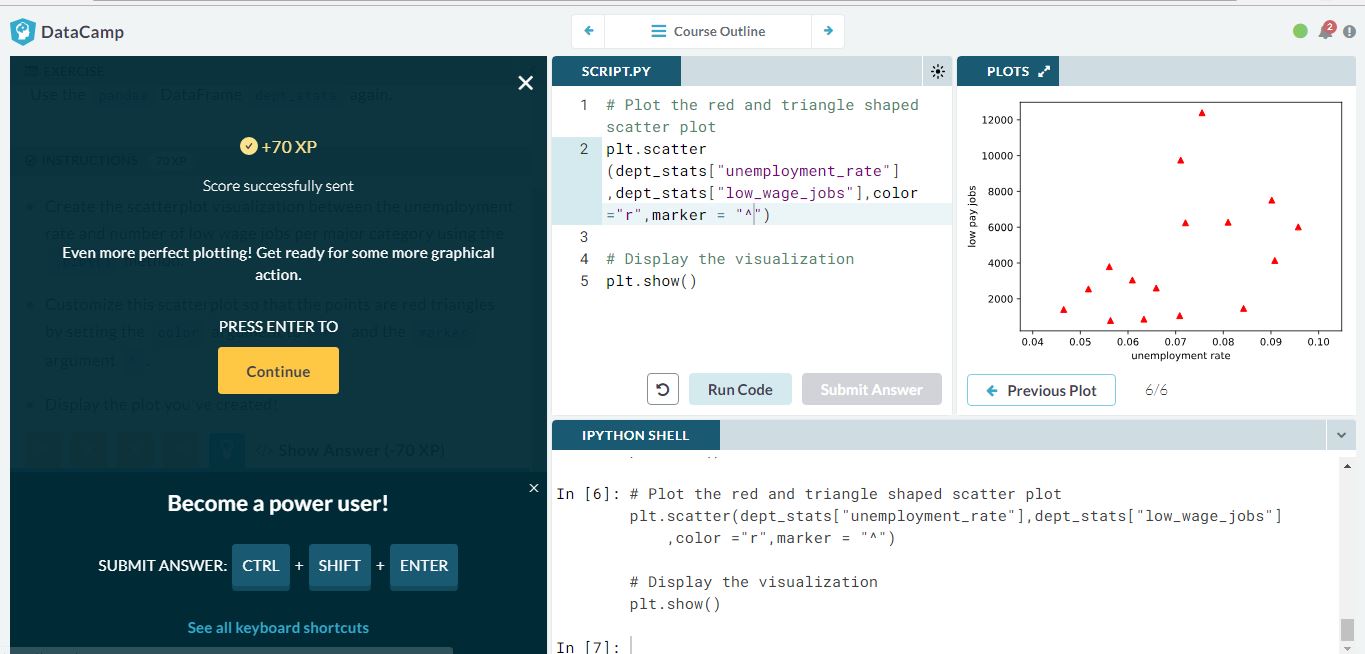 DataCamp
Course Outline
2
EXERCISE
Use the pandas DataFrame dept_stats again.
+70 XP
INSTRUCTIONS 70 XP
Score successfully sent
Create the scatterplot visualization between the unemployment
rate and number of low wage jobs per major category using the
Even more perfect plotting! Get ready for some more graphical
action.
Customize this scatterplot so that the points are red triangles
by setting the color and the marker
argument
PRESS ENTER TO
Continue
Display the plot you've created!
</> Show Answer (-70 XP)
Become a power user!
SUBMIT ANSWER: CTRL + SHIFT + ENTER
See all keyboard shortcuts
SCRIPT.PY
1 # Plot the red and triangle shaped
scatter plot
2 plt.scatter
(dept_stats["unemployment_rate"]
,dept_stats["low_wage_jobs"],color
="r",marker = "^")
3
4 # Display the visualization
5 plt.show()
Run Code
Submit Answer
PLOTS
low pay jobs
12000
10000
8000
6000
4000
2000
0.04 0.05 0.06 0.07 0.08 0.09 0.10
unemployment rate
Previous Plot
6/6
IPYTHON SHELL
In [6]: # Plot the red and triangle shaped scatter plot
plt.scatter(dept_stats["unemployment_rate"],dept_stats["low_wage_jobs"]
,color ="r",marker = "^")
# Display the visualization
plt.show()
In [7]: